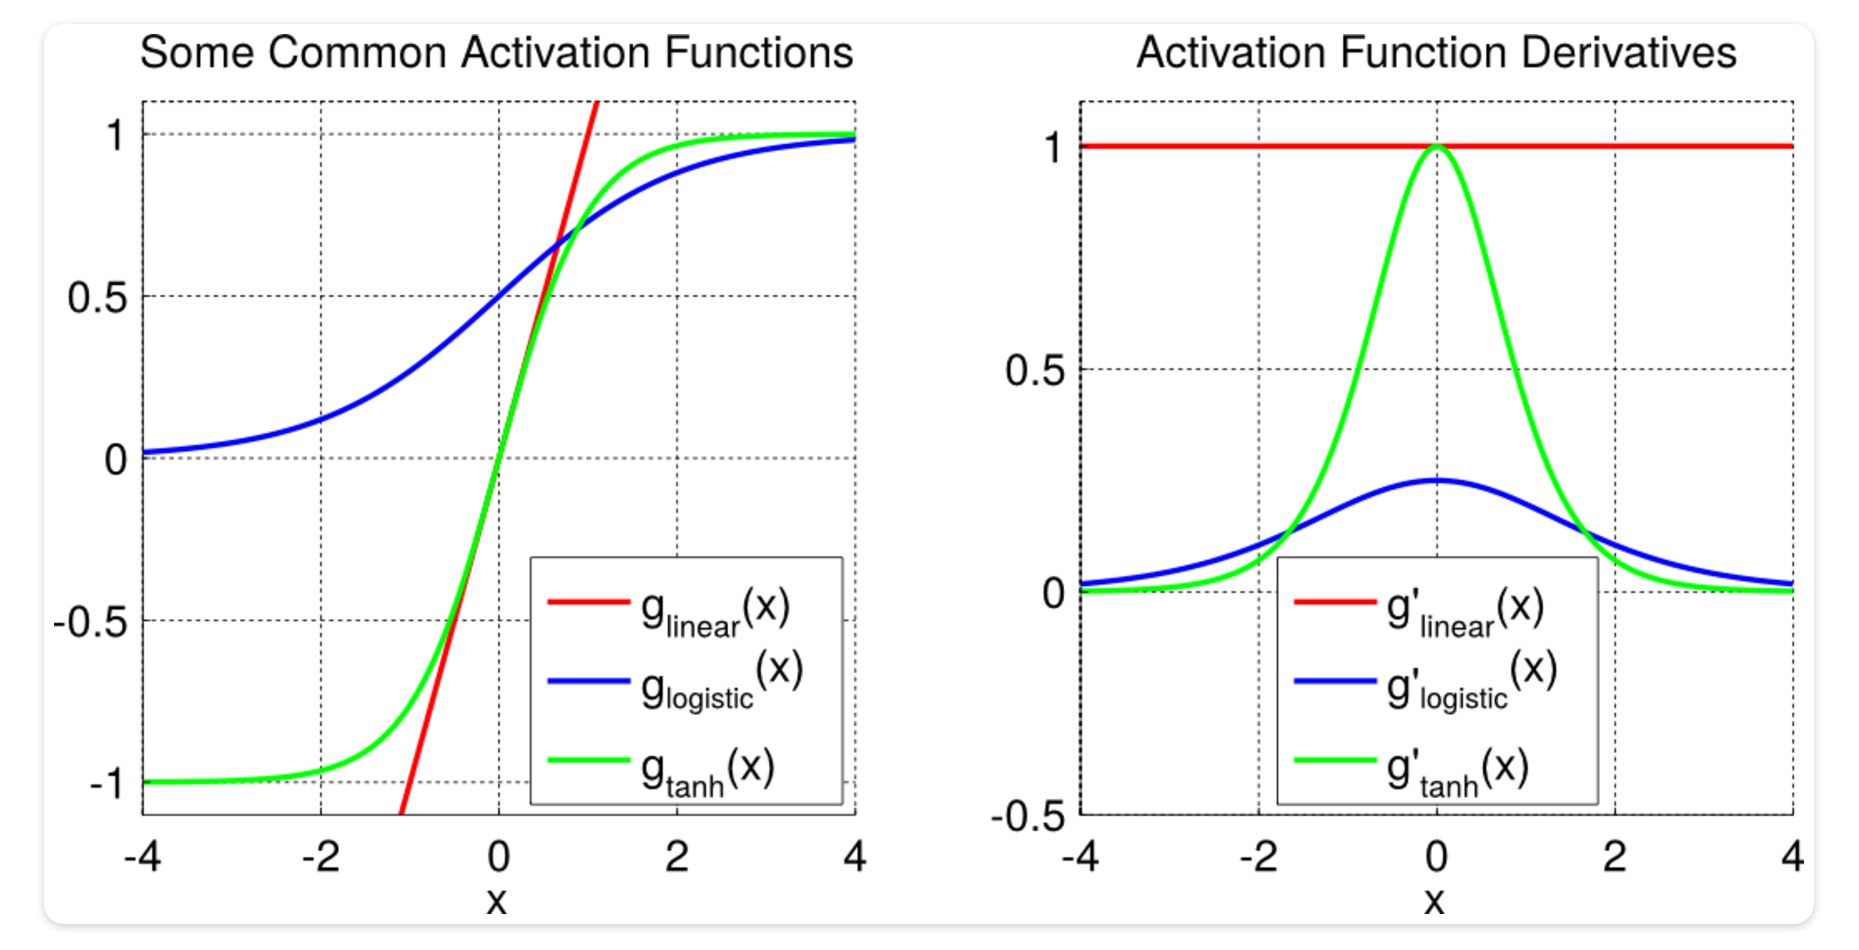 Some Common Activation Functions
1
0.5
0
-0.5
-1
-4 -2 0 2 4
x
glinear(x)
glogistic(x)
gtanh(x)
Activation Function Derivatives
1
0.5
0
-0.5
-4 -2 0 2 4
x
g'linear(x)
g'logistic(x)
g'tanh(x)